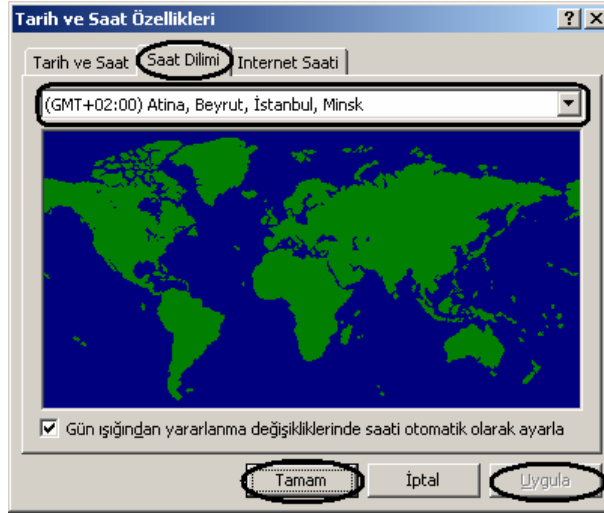 Tarih ve Saat Özellikleri
Tarih ve Saat Saat Dilimi Internet Saati
(GMT+02:00) Atina, Beyrut, İstanbul, Minsk
Gün ışığından yararlanma değişikliklerinde saati otomatik olarak ayarla
Tamam İptal Uygula